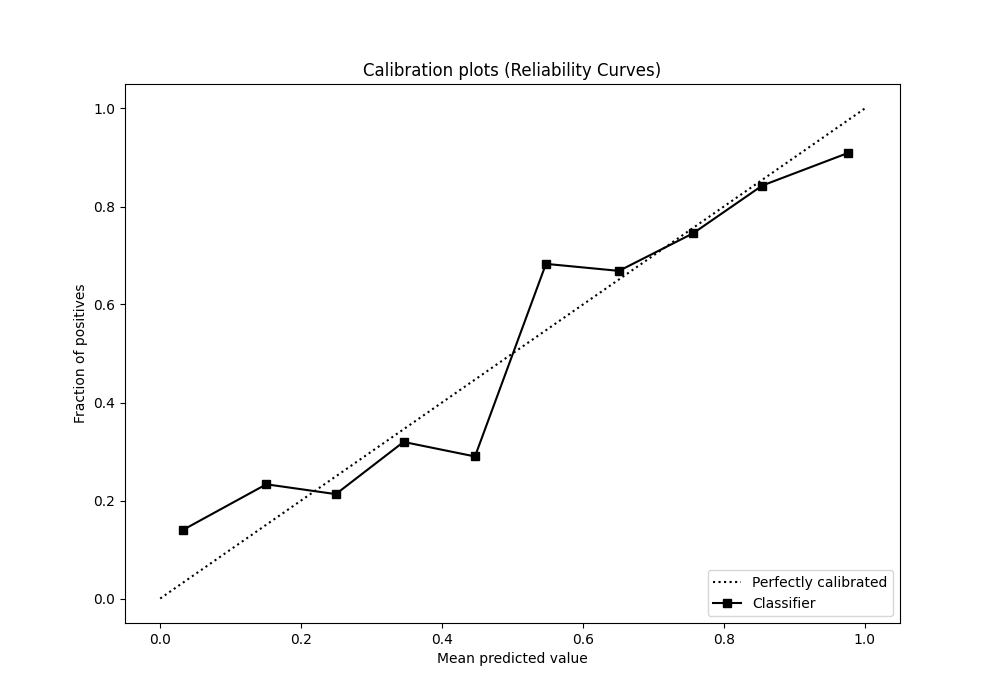 Calibration plots (Reliability Curves)
Fraction of positives
1.0
0.8
0.6
0.4
0.2
0.0
0.0 0.2 0.4 0.6 0.8 1.0
Mean predicted value
Perfectly calibrated
Classifier